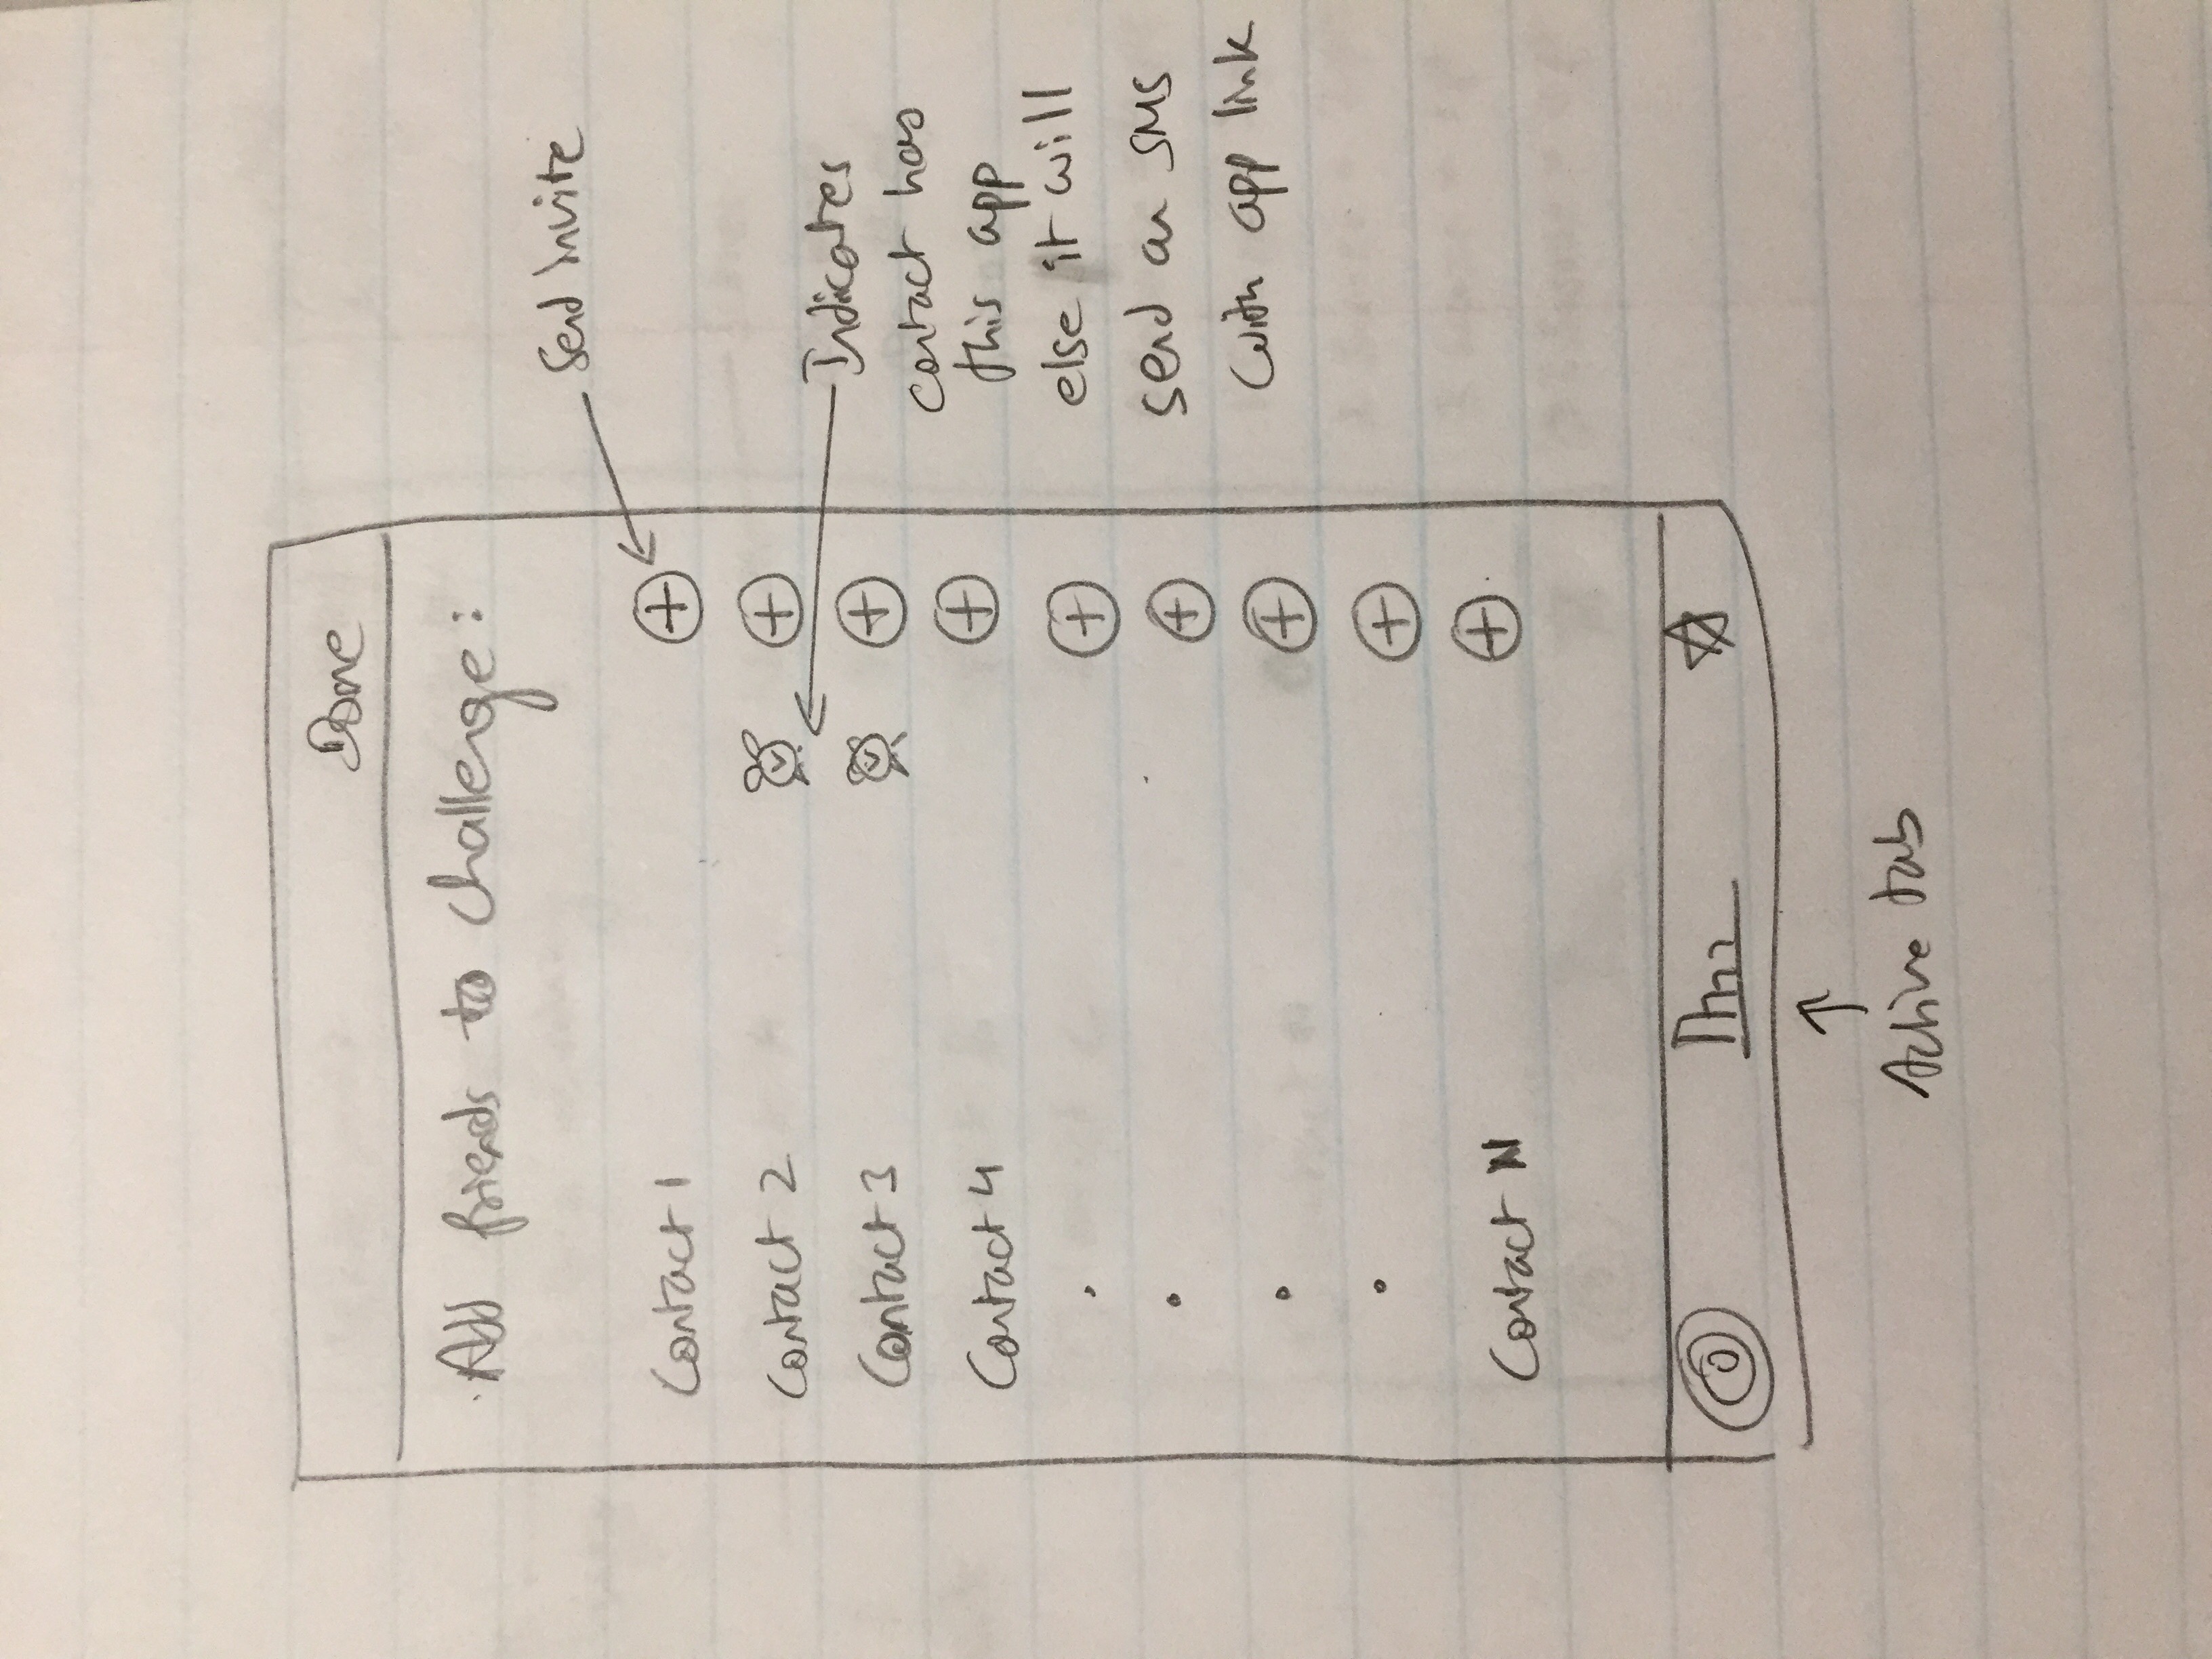 Done
Add friends to challenge:
Send invite
Contact 1
Contact 2
Indicates
Contact 3
contact has
Contact 4
this app
else it will
send an SMS
with app link
Contact N
Active tab